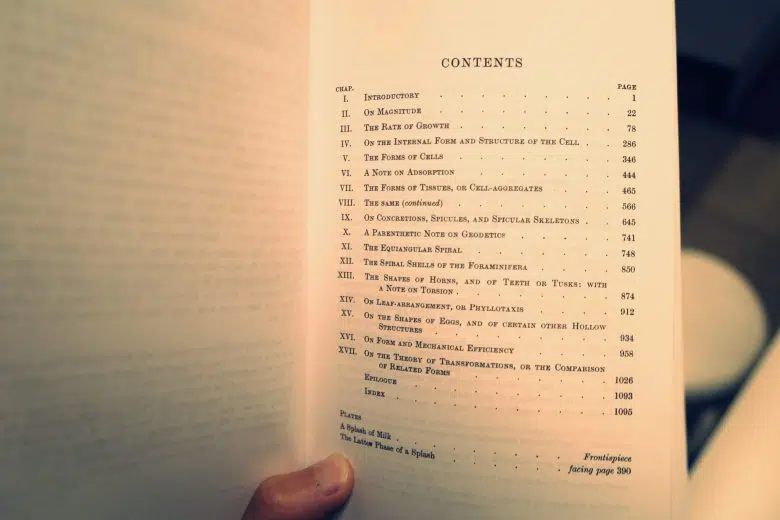 CONTENTS
CHAP. PAGE
I. INTRODUCTORY . . . . . . . . . 1
II. ON MAGNITUDE . . . . . . . . . 22
III. THE RATE OF GROWTH . . . . . . . . 78
IV. ON THE INTERNAL FORM AND STRUCTURE OF THE CELL . . 286
V. THE FORMS OF CELLS . . . . . . . . 346
VI. A NOTE ON ADSORPTION . . . . . . . . 444
VII. THE FORMS OF TISSUES, OR CELL-AGGREGATES . . . . 465
VIII. THE SAME (continued) . . . . . . . . 566
IX. ON CONCRETIONS, SPICULES, AND SPICULAR SKELETONS . . 645
X. A PARENTHETIC NOTE ON GEODETICS . . . . . 741
XI. THE EQUIANGULAR SPIRAL . . . . . . . 748
XII. THE SPIRAL SHELLS OF THE FORAMINIFERA . . . . 850
XIII. THE SHAPES OF HORNS, AND OF TEETH OR TUSKS: WITH
A NOTE ON TORSION . . . . . . . . 874
XIV. ON LEAF-ARRANGEMENT, OR PHYLLOTAXIS . . . . 912
XV. ON THE SHAPES OF EGGS, AND OF CERTAIN OTHER HOLLOW
STRUCTURES . . . . . . . . . 934
XVI. ON FORM AND MECHANICAL EFFICIENCY . . . . 958
XVII. ON THE THEORY OF TRANSFORMATIONS, OR THE COMPARISON
OF RELATED FORMS . . . . . . . . 1026
EPILOGUE . . . . . . . . . 1093
INDEX . . . . . . . . . . 1095
PLATES
A Splash of Milk . . . . . . . Frontispiece
The Latter Phase of a Splash . . . . . facing page 390